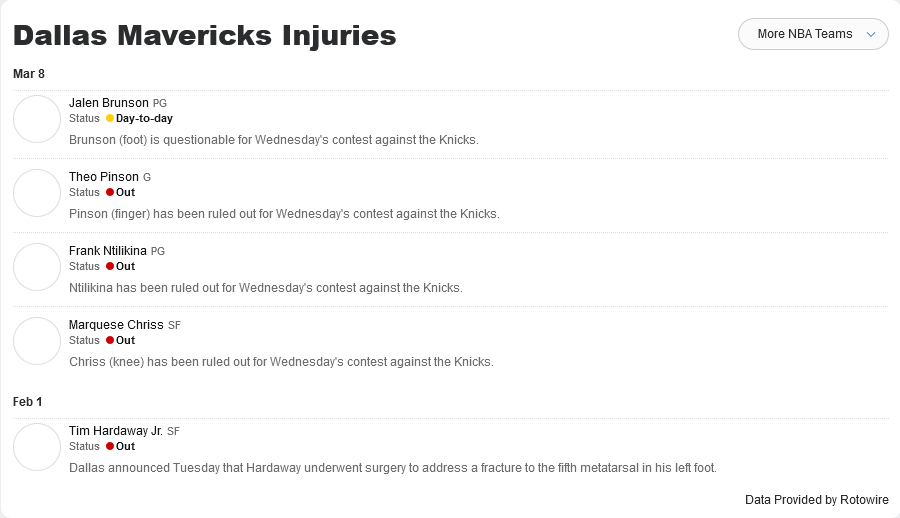 Dallas Mavericks Injuries
More NBA Teams
Mar 8
Jalen Brunson PG
Status Day-to-day
Brunson (foot) is questionable for Wednesday's contest against the Knicks.
Theo Pinson G
Status Out
Pinson (finger) has been ruled out for Wednesday's contest against the Knicks.
Frank Ntilikina PG
Status Out
Ntilikina has been ruled out for Wednesday's contest against the Knicks.
Marquese Chriss SF
Status Out
Chriss (knee) has been ruled out for Wednesday's contest against the Knicks.
Feb 1
Tim Hardaway Jr. SF
Status Out
Dallas announced Tuesday that Hardaway underwent surgery to address a fracture to the fifth metatarsal in his left foot.
Data Provided by Rotowire